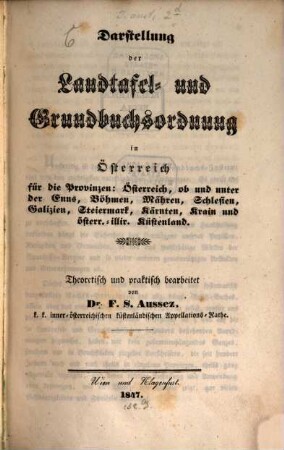 Darstellung
der
Landtafel- und
Grundbuchsordnung
in
Österreich
für die Provinzen: Österreich, ob und unter
der Enns, Böhmen, Mähren, Schlesien,
Galizien, Steiermark, Kärnten, Krain und
österr.-illir. Küstenland.
Theoretisch und praktisch bearbeitet
von
Dr. F. S. Aussez.
k. k. inner-österreichischen küstenländischen Appellations-Rathe.
Wien und Klagenfurt.
1847.